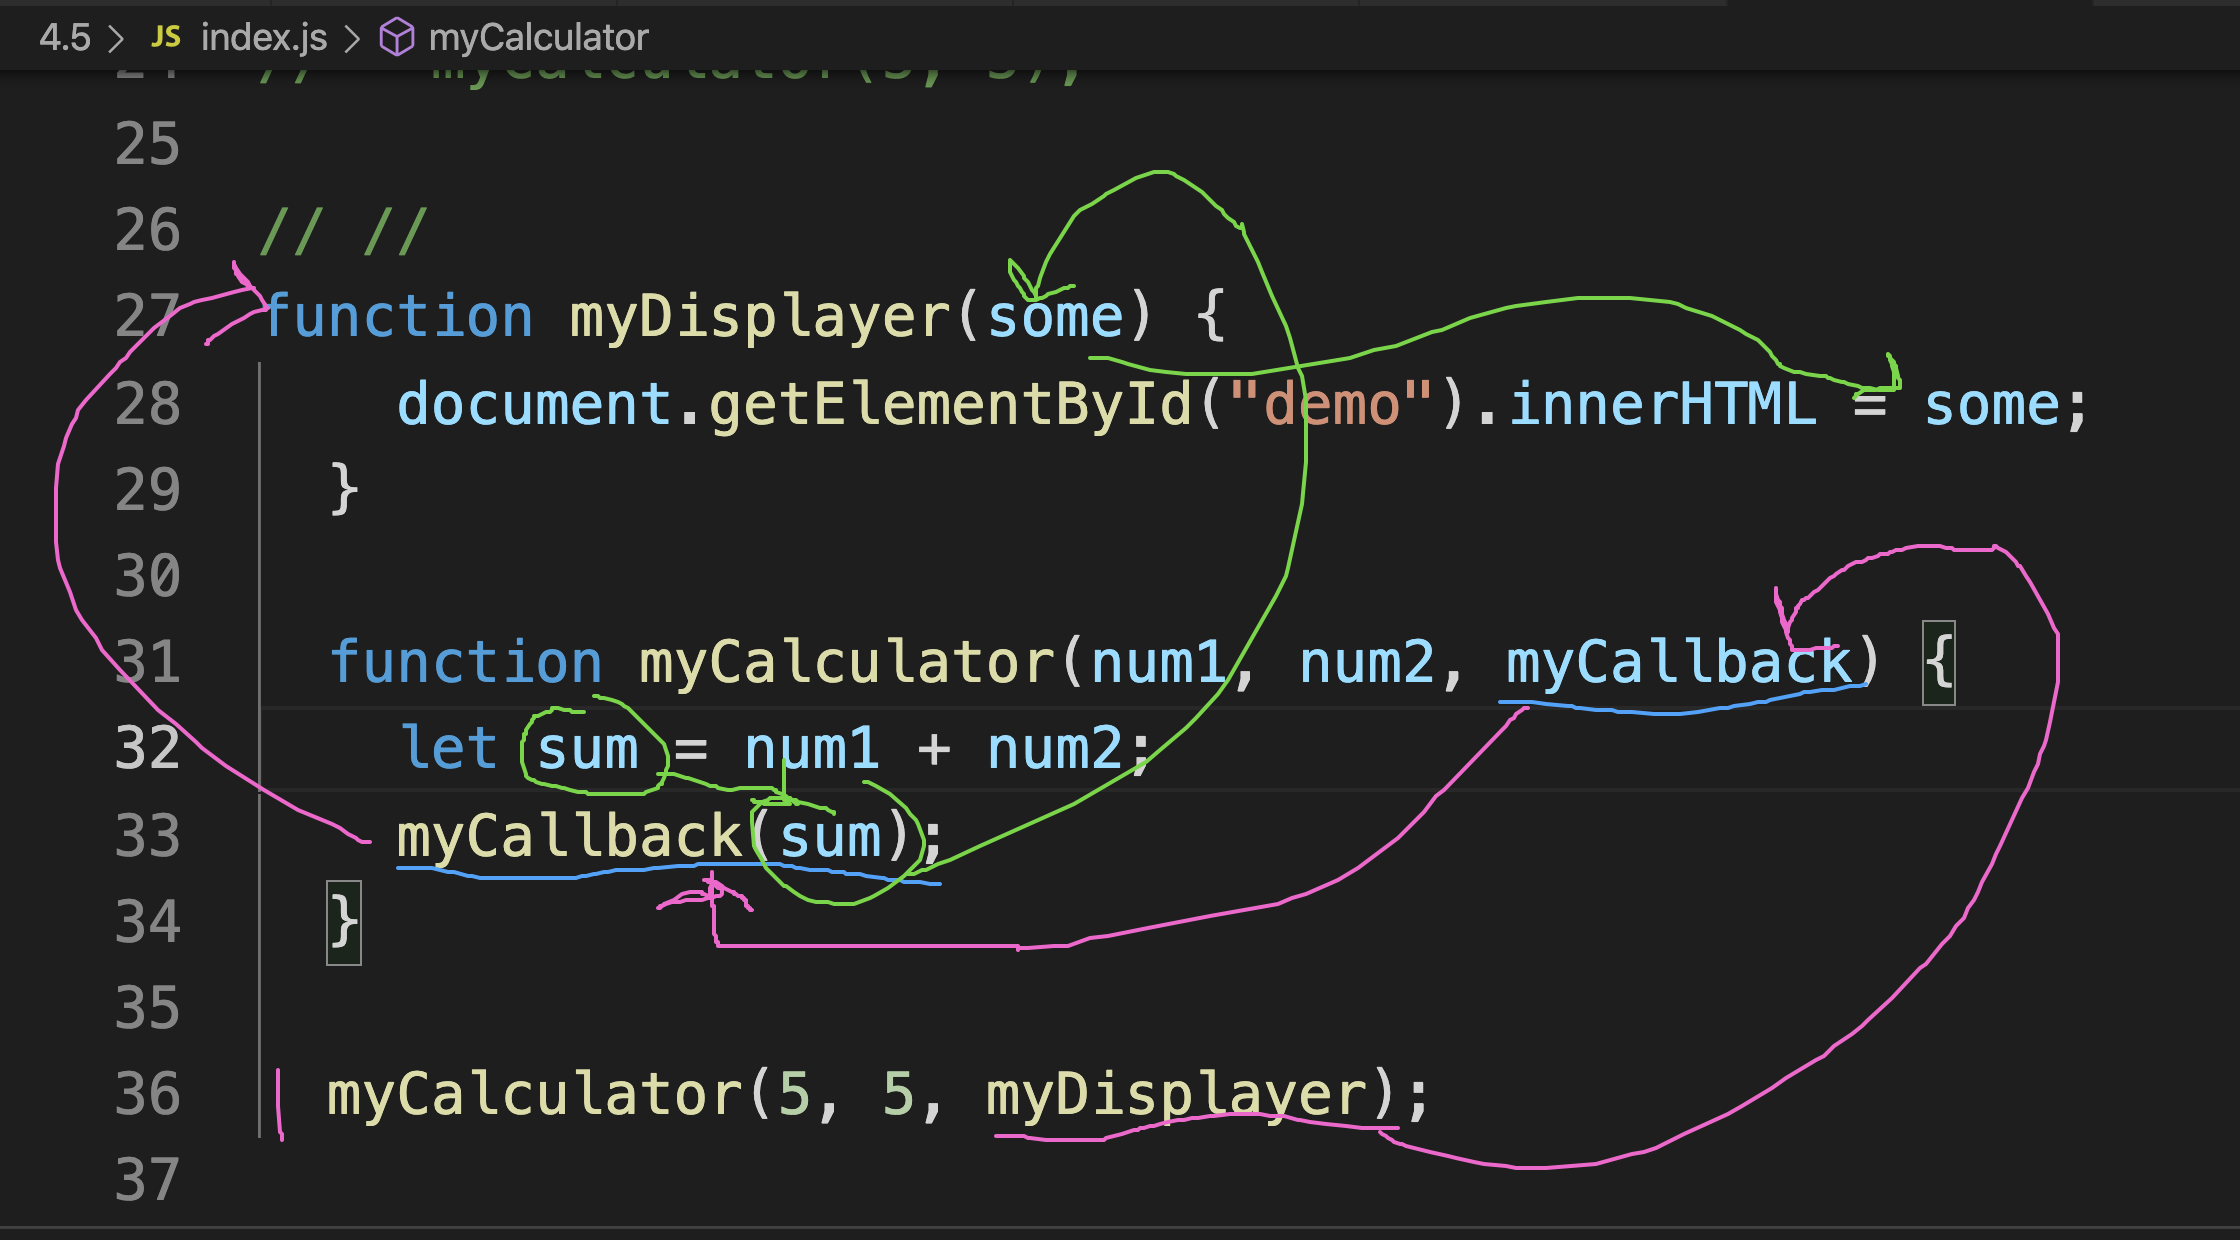 4.5 > JS index.js > myCalculator
25
26 // //
27 function myDisplayer(some) {
28 document.getElementById("demo").innerHTML = some;
29 }
30
31 function myCalculator(num1, num2, myCallback) {
32 let sum = num1 + num2;
33 myCallback(sum);
34 }
35
36 myCalculator(5, 5, myDisplayer);
37